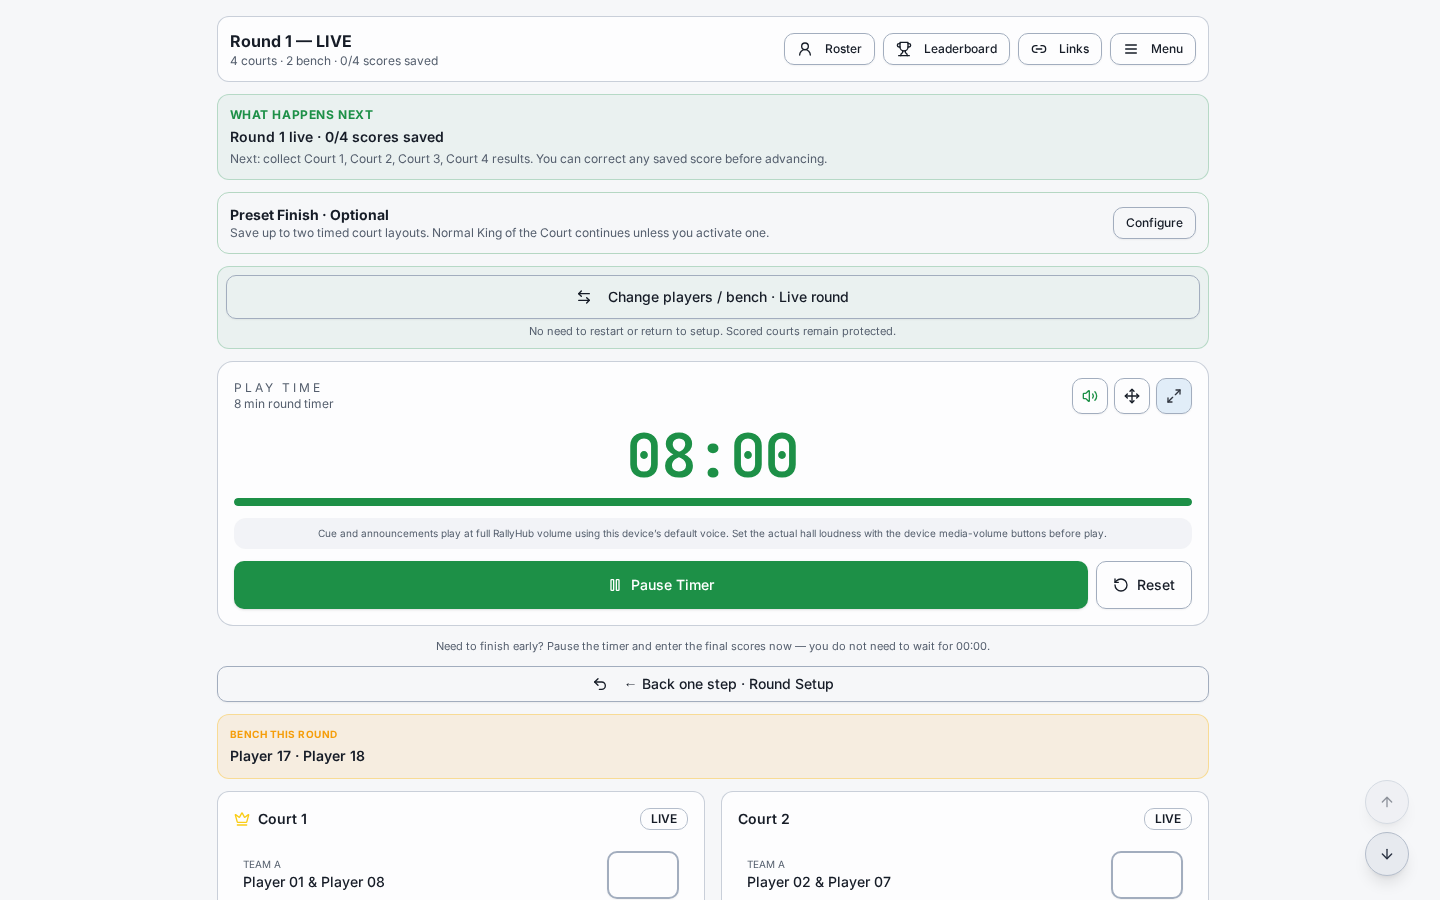 Round 1 — LIVE
4 courts · 2 bench · 0/4 scores saved
Roster
Leaderboard
Links
Menu
WHAT HAPPENS NEXT
Round 1 live · 0/4 scores saved
Next: collect Court 1, Court 2, Court 3, Court 4 results. You can correct any saved score before advancing.
Preset Finish · Optional
Save up to two timed court layouts. Normal King of the Court continues unless you activate one.
Configure
Change players / bench · Live round
No need to restart or return to setup. Scored courts remain protected.
PLAY TIME
8 min round timer
08:00
Cue and announcements play at full RallyHub volume using this device's default voice. Set the actual hall loudness with the device media-volume buttons before play.
Pause Timer
Reset
Need to finish early? Pause the timer and enter the final scores now — you do not need to wait for 00:00.
← Back one step · Round Setup
BENCH THIS ROUND
Player 17 · Player 18
Court 1
LIVE
TEAM A
Player 01 & Player 08
Court 2
LIVE
TEAM A
Player 02 & Player 07